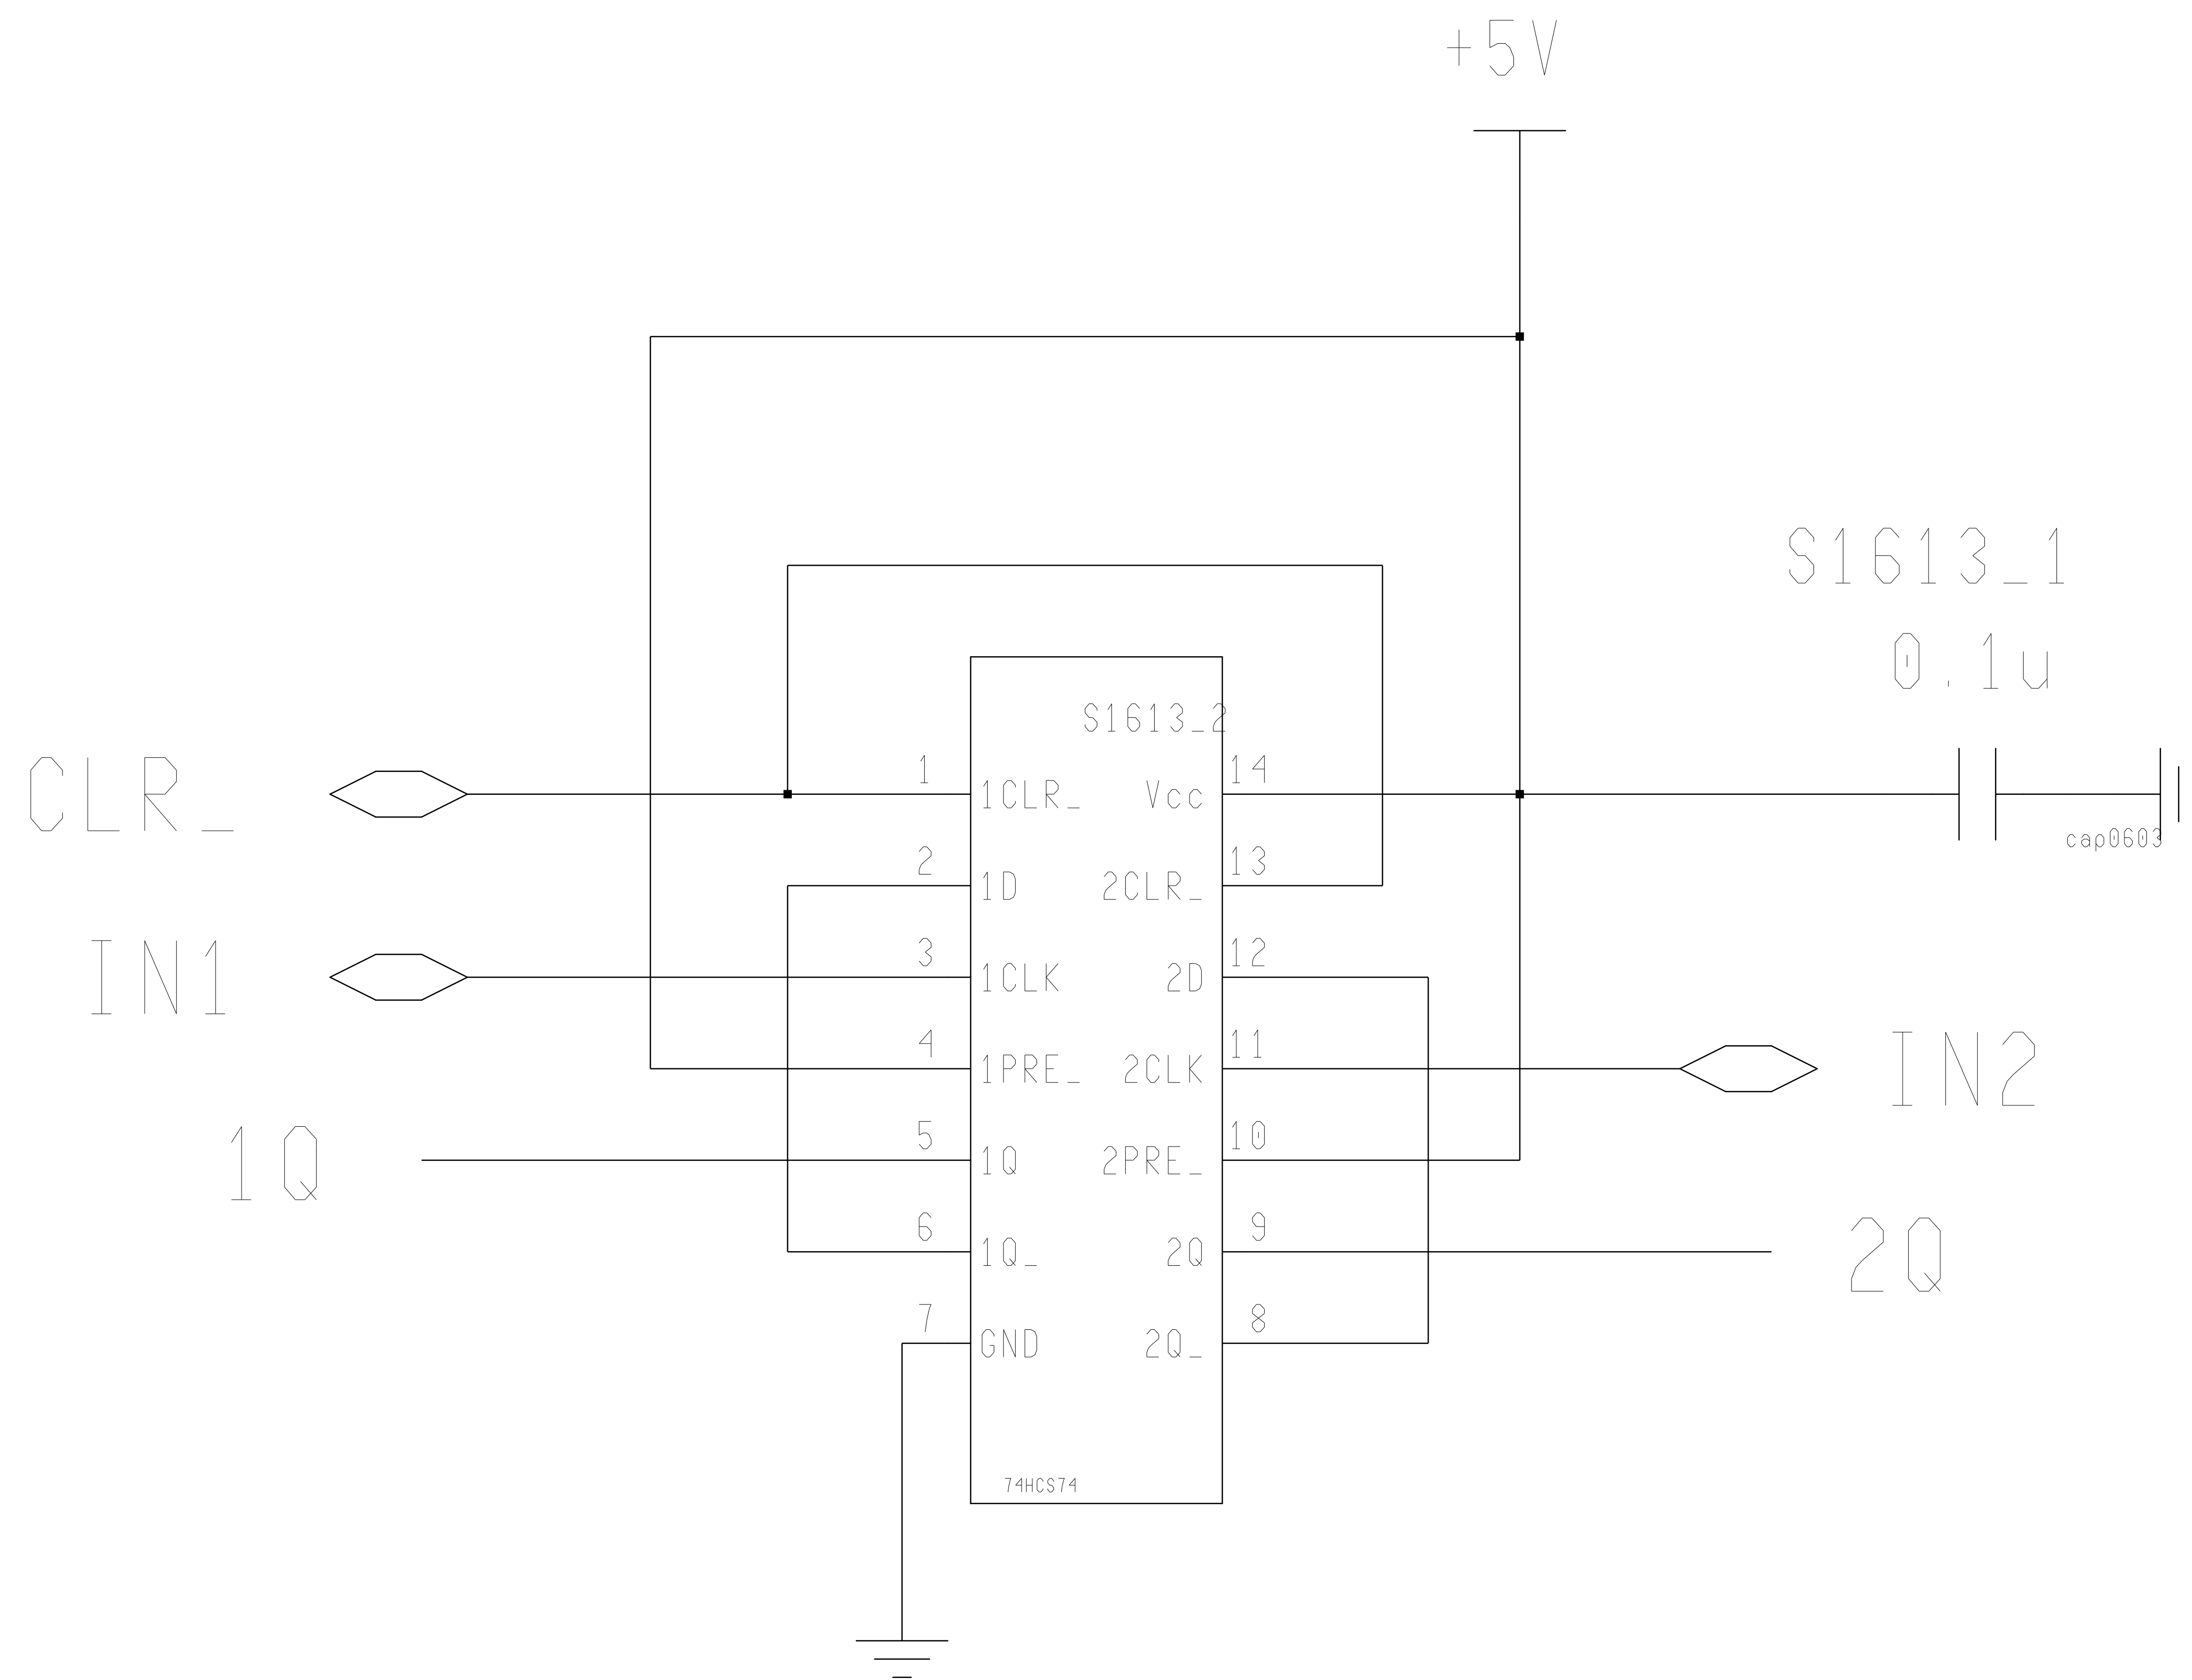 +5V
S1613_1
0.1u
cap0603
S1613_2
CLR_
1 1CLR_ Vcc 14
2 1D 2CLR_ 13
IN1
3 1CLK 2D 12
4 1PRE_ 2CLK 11
IN2
1Q
5 1Q 2PRE_ 10
6 1Q_ 2Q 9
2Q
7 GND 2Q_ 8
74HCS74